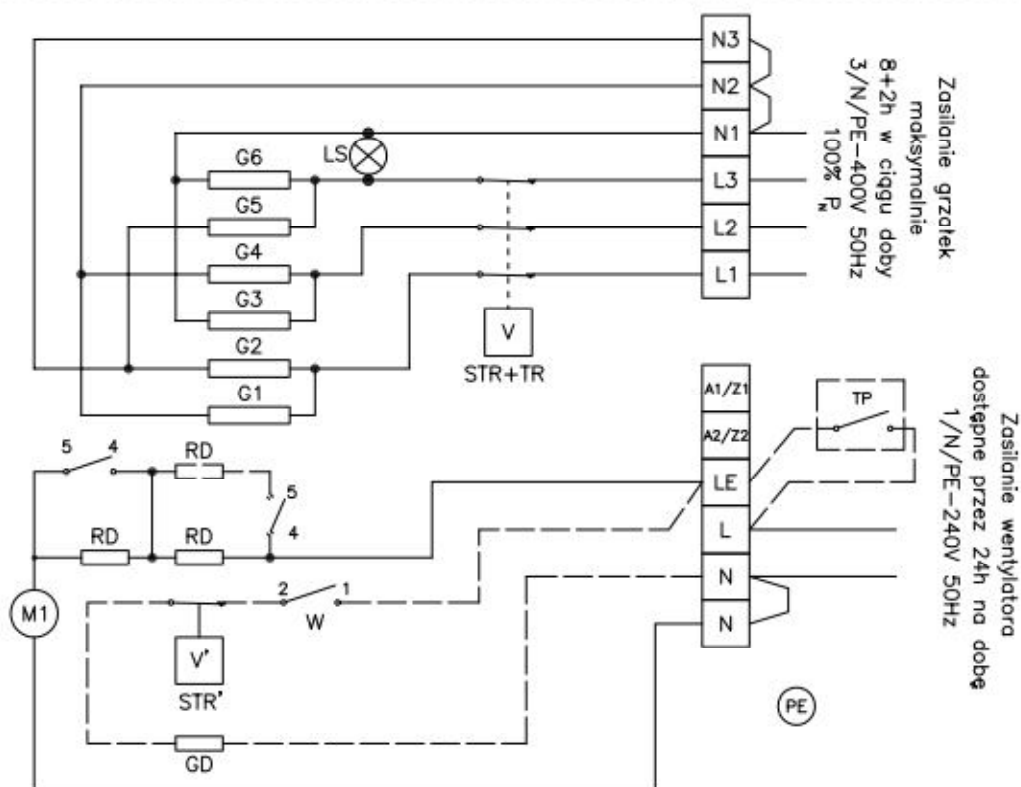 N3
N2
N1
L3
L2
L1
Zasilanie grzałek
maksymalnie
8+2h w ciągu doby
3/N/PE-400V 50Hz
100% PN
LS
G6
G5
G4
G3
G2
G1
V
STR+TR
A1/Z1
A2/Z2
LE
L
N
N
TP
Zasilanie wentylatora
dostępne przez 24h na dobę
1/N/PE-240V 50Hz
5 4
RD
5
4
RD
RD
M1
2 1
W
V'
STR'
GD
PE